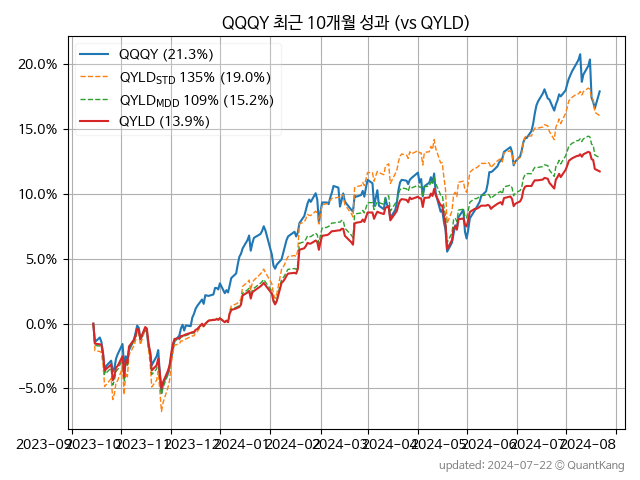 QQQY 최근 10개월 성과 (vs QYLD)
QQQY (21.3%)
QYLD_STD 135% (19.0%)
QYLD_MDD 109% (15.2%)
QYLD (13.9%)
20.0%
15.0%
10.0%
5.0%
0.0%
−5.0%
2023-09 2023-10 2023-11 2023-12 2024-01 2024-02 2024-03 2024-04 2024-05 2024-06 2024-07 2024-08
updated: 2024-07-22 © QuantKang